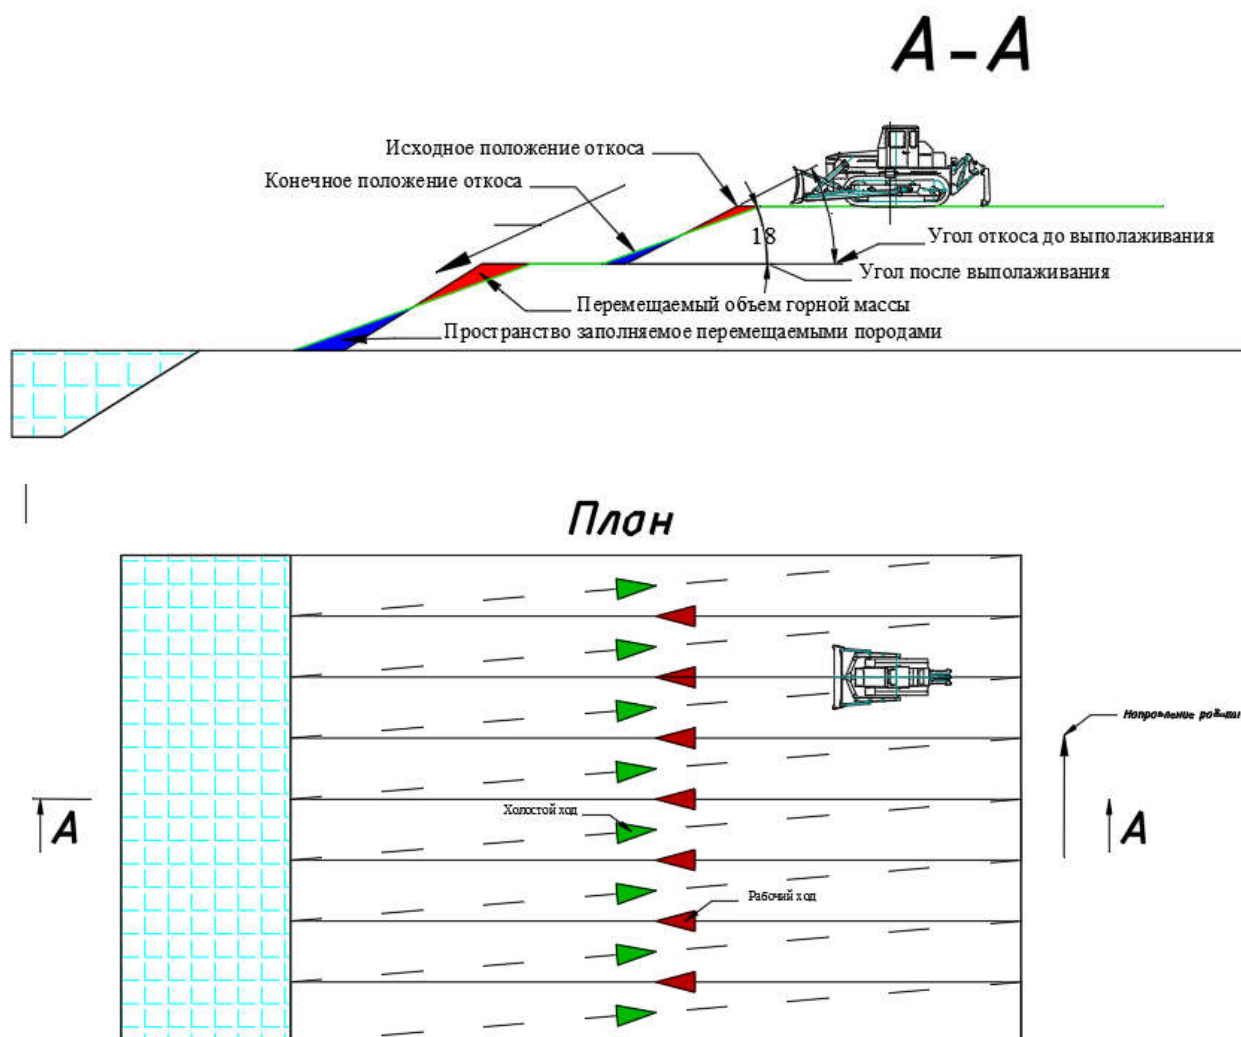 А-А
Исходное положение откоса
Конечное положение откоса
18
Угол откоса до выполаживания
Угол после выполаживания
Перемещаемый объем горной массы
Пространство заполняемое перемещаемыми породами
План
Направление
Холостой ход
А
А
Рабочий ход